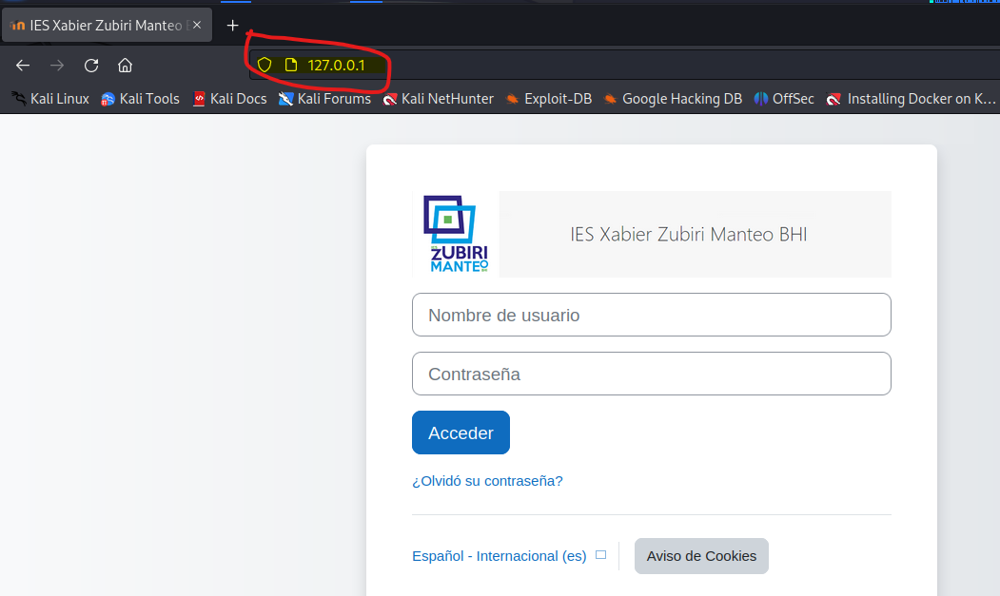 IES Xabier Zubiri Manteo
127.0.0.1
Kali Linux Kali Tools Kali Docs Kali Forums Kali NetHunter Exploit-DB Google Hacking DB OffSec Installing Docker on K...
IES Xabier Zubiri Manteo BHI
ZUBIRI
MANTEO
Nombre de usuario
Contraseña
Acceder
¿Olvidó su contraseña?
Español - Internacional (es) Aviso de Cookies